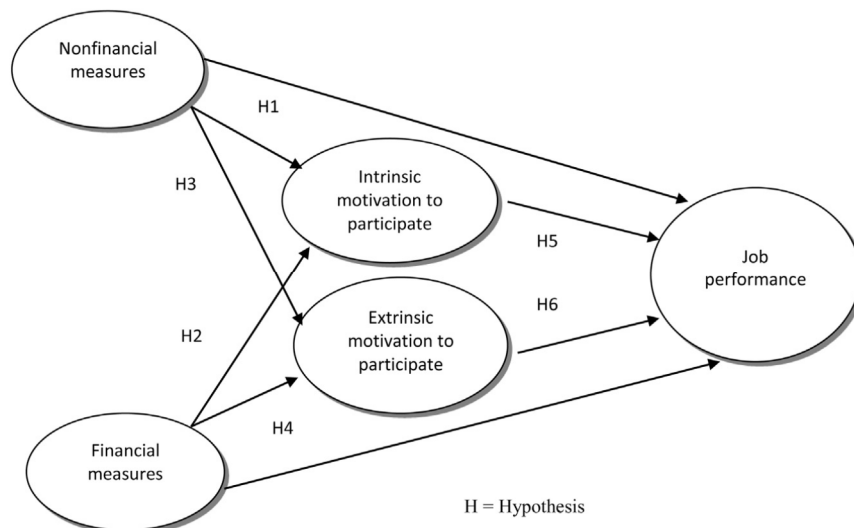 Nonfinancial
measures
H1
H3
Intrinsic
motivation to
participate
H5
Job
performance
H2
Extrinsic
motivation to
participate
H6
H4
Financial
measures
H = Hypothesis